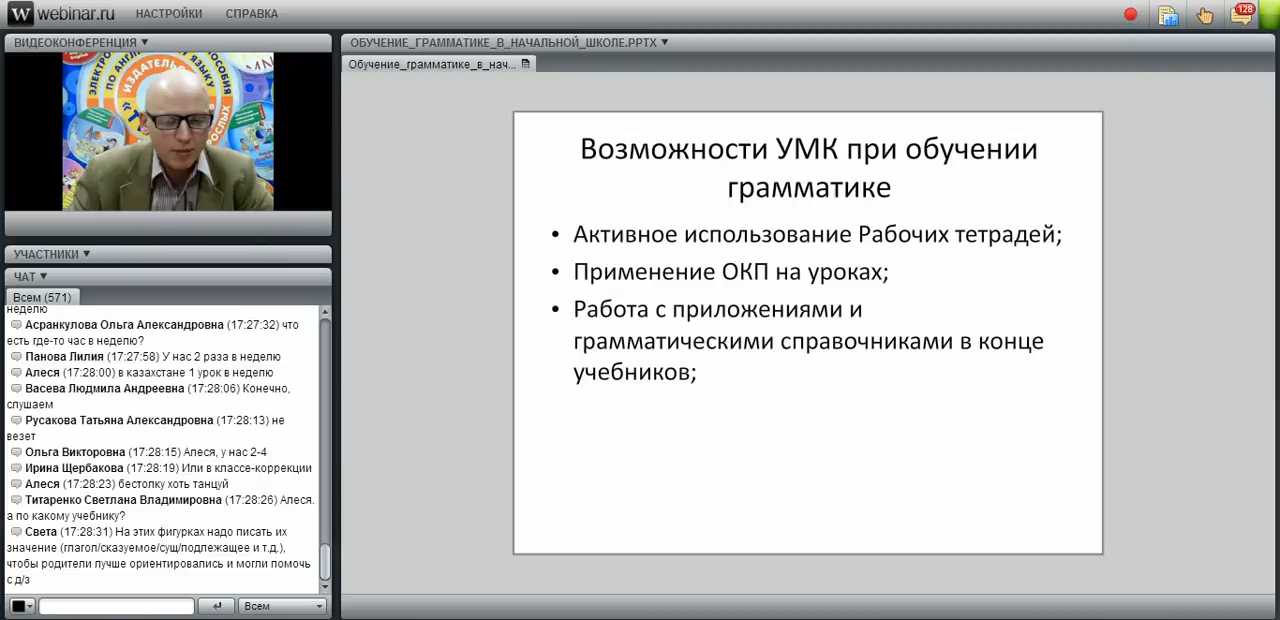 W webinar.ru
НАСТРОЙКИ
СПРАВКА
128
ВИДЕОКОНФЕРЕНЦИЯ
ИЗДАТЕЛЬ
УЧАСТНИКИ
ЧАТ
Всем (571)
неделю
Асранкулова Ольга Александровна (17:27:32) что
есть где-то час в неделю?
Панова Лилия (17:27:58) У нас 2 раза в неделю
Алеся (17:28:00) в казахстане 1 урок в неделю
Васева Людмила Андреевна (17:28:06) Конечно,
слушаем
Русакова Татьяна Александровна (17:28:13) не
везет
Ольга Викторовна (17:28:15) Алеся, у нас 2-4
Ирина Щербакова (17:28:19) Или в классе-коррекции
Алеся (17:28:23) бестолку хоть танцуй
Титаренко Светлана Владимировна (17:28:26) Алеся.
а по какому учебнику?
Света (17:28:31) На этих фигурках надо писать их
значение (глагол/сказуемое/сущ/подлежащее и т.д.),
чтобы родители лучше ориентировались и могли помочь
с д/з
Всем
ОБУЧЕНИЕ_ГРАММАТИКЕ_В_НАЧАЛЬНОЙ_ШКОЛЕ.PPTX
Обучение_грамматике_в_нач...
Возможности УМК при обучении
грамматике
• Активное использование Рабочих тетрадей;
• Применение ОКП на уроках;
• Работа с приложениями и
грамматическими справочниками в конце
учебников;